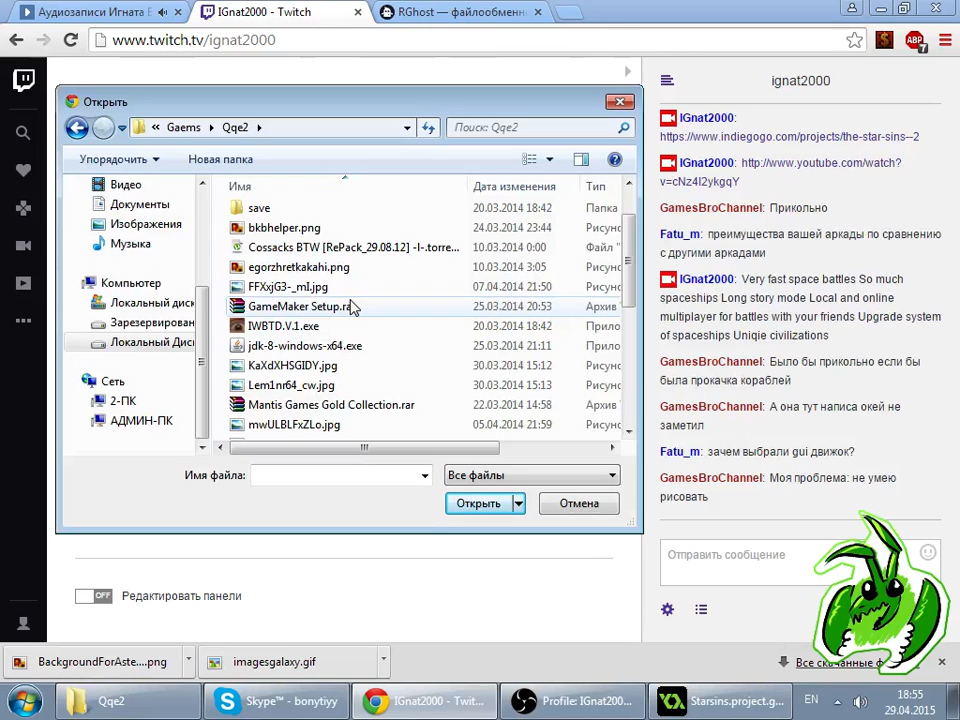 Аудиозаписи Игната Б
IGnat2000 - Twitch
RGhost — файлообменн
www.twitch.tv/ignat2000
ABP
7
Открыть
« Gaems
Qqe2
Поиск: Qqe2
Упорядочить
Новая папка
Имя
Дата изменения
Тип
Видео
Документы
Изображения
Музыка
Компьютер
Локальный диск
Зарезервирован
Локальный Дис
Сеть
2-ПК
АДМИН-ПК
save 20.03.2014 18:42 Папка
bkbhelper.png 24.03.2014 23:44 Рисун
Cossacks BTW [RePack_29.08.12] -I-.torre... 10.03.2014 0:00 Файл "
egorzhretkakahi.png 10.04.2014 3:05 Рисун
FFXxjG3-_mI.jpg 07.04.2014 21:50 Рисун
GameMaker Setup.ra 25.03.2014 20:53 Архив
IWBTD.V.1.exe 20.03.2014 18:42 Прило
jdk-8-windows-x64.exe 25.03.2014 21:11 Прило
KaXdXHSGIDY.jpg 30.03.2014 15:12 Рисун
Lem1nr64_cw.jpg 30.03.2014 15:13 Рисун
Mantis Games Gold Collection.rar 22.03.2014 14:58 Архив
mwULBLFxZLo.jpg 05.04.2014 21:59 Рисун
Имя файла:
Все файлы
Открыть
Отмена
OFF Редактировать панели
ignat2000
IGnat2000:
https://www.indiegogo.com/projects/the-star-sins--2
IGnat2000: http://www.youtube.com/watch?
v=cNz4I2ykgqY
GamesBroChannel: Прикольно
Fatu_m: преимущества вашей аркады по сравнению
с другими аркадами
IGnat2000: Very fast space battles So much
spaceships Long story mode Local and online
multiplayer for battles with your friends Upgrade system
of spaceships Uniqie civilizations
GamesBroChannel: Было бы прикольно если бы
была прокачка кораблей
GamesBroChannel: А она тут написа окей не
заметил
Fatu_m: зачем выбрали gui движок?
GamesBroChannel: Моя проблема: не умею
рисовать
Отправить сообщение
BackgroundForAste....png
imagesgalaxy.gif
Все скачанные ф
Qqe2
Skype™ - bonytiyy
IGnat2000 - Twit...
Profile: IGnat200...
Starsins.project.g...
EN
18:55
29.04.2015